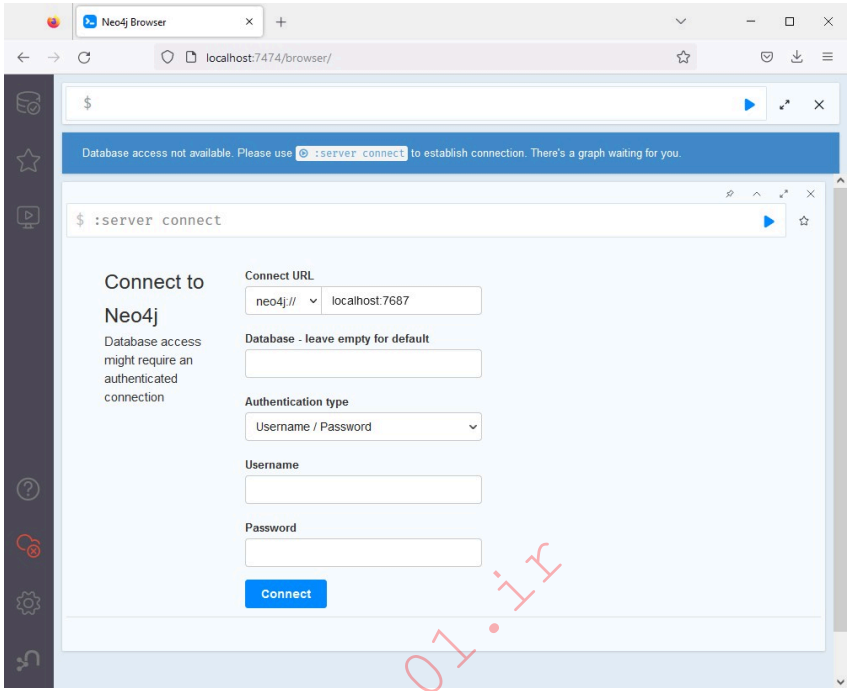 Neo4j Browser
localhost:7474/browser/
$
Database access not available. Please use :server connect to establish connection. There's a graph waiting for you.
$ :server connect
Connect to
Neo4j
Database access
might require an
authenticated
connection
Connect URL
neo4j://
localhost:7687
Database - leave empty for default
Authentication type
Username / Password
Username
Password
Connect
01.ir